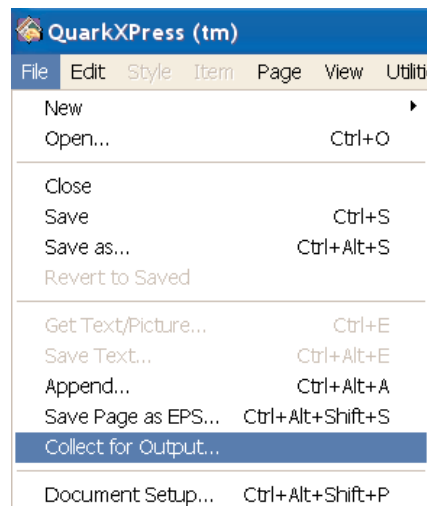 QuarkXPress (tm)
File Edit Style Item Page View Utiliti
New
Open... Ctrl+O
Close
Save Ctrl+S
Save as... Ctrl+Alt+S
Revert to Saved
Get Text/Picture... Ctrl+E
Save Text... Ctrl+Alt+E
Append... Ctrl+Alt+A
Save Page as EPS... Ctrl+Alt+Shift+S
Collect for Output...
Document Setup... Ctrl+Alt+Shift+P